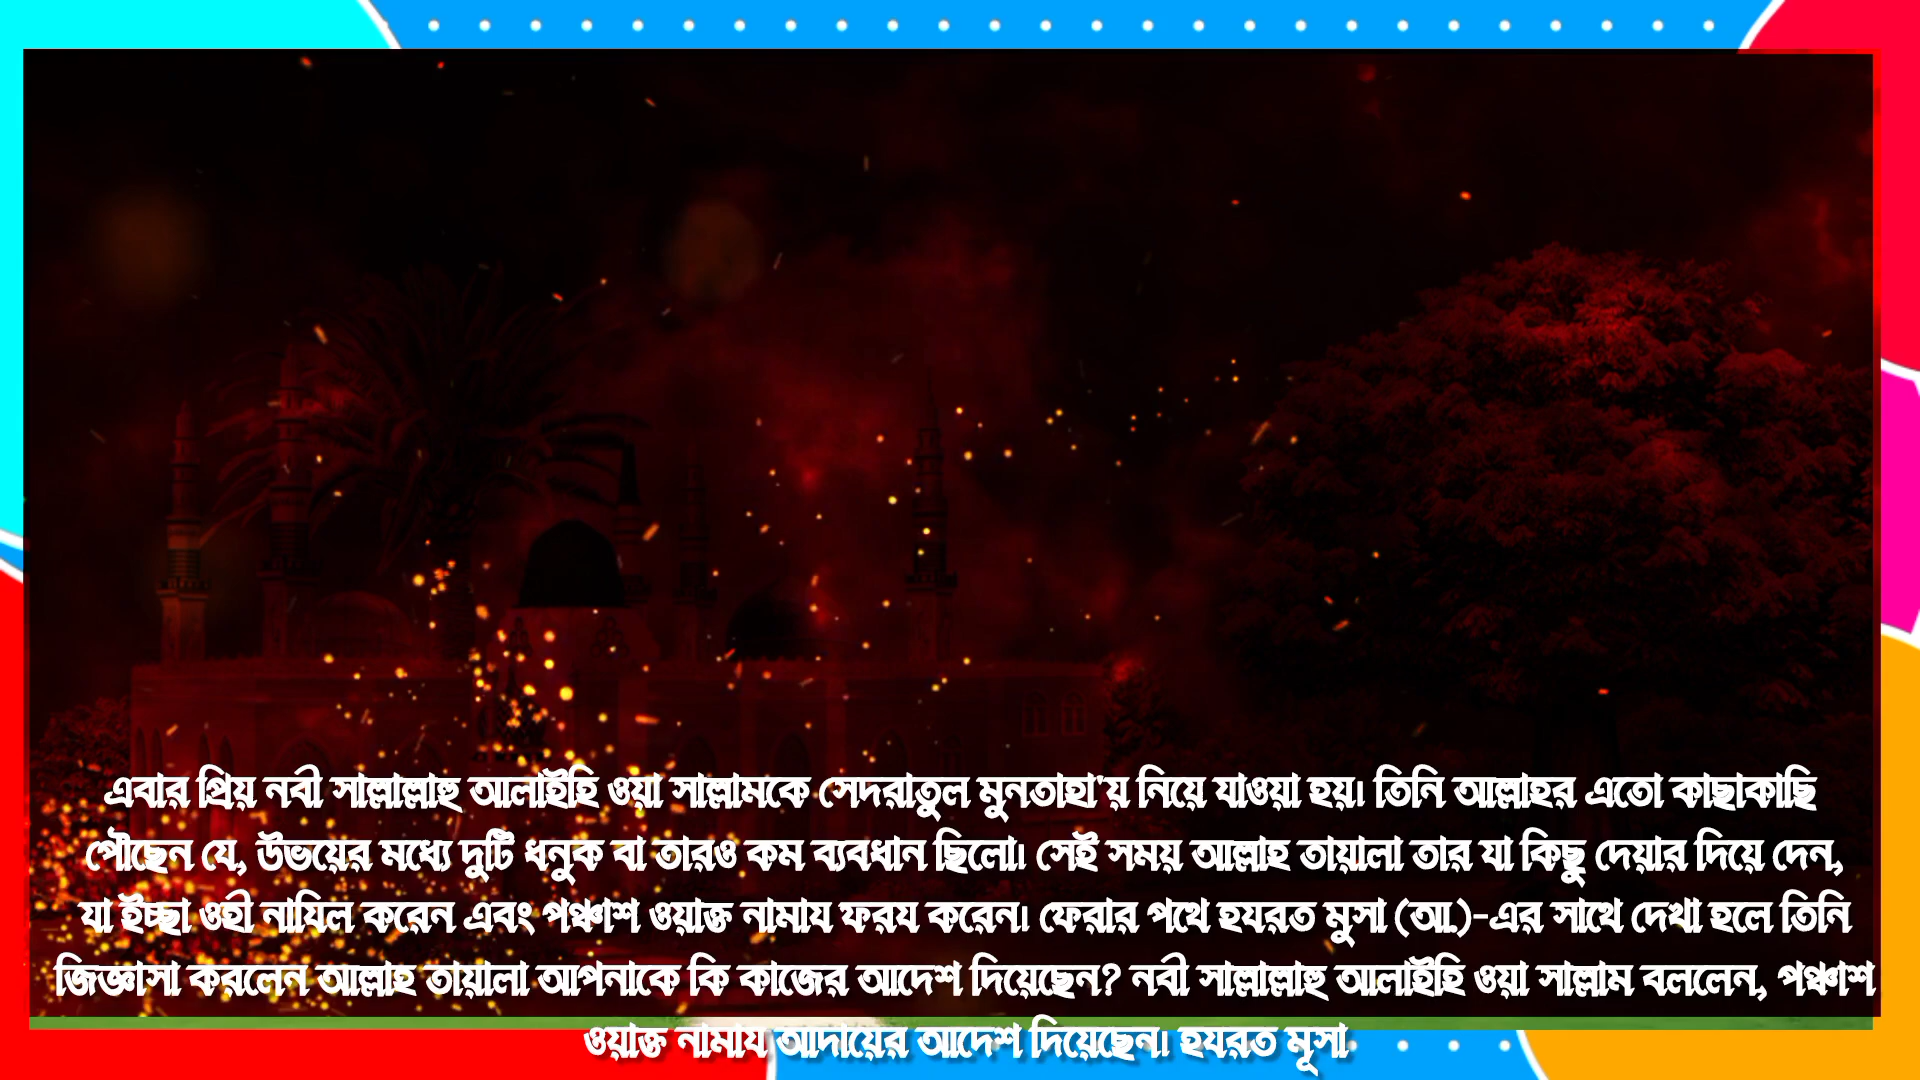 এবার প্রিয় নবী সাল্লাল্লাহু আলাইহি ওয়া সাল্লামকে সেদরাতুল মুনতাহা'য় নিয়ে যাওয়া হয়। তিনি আল্লাহর এতো কাছাকাছি
পৌছেন যে, উভয়ের মধ্যে দুটি ধনুক বা তারও কম ব্যবধান ছিলো। সেই সময় আল্লাহ তায়ালা তার যা কিছু দেয়ার দিয়ে দেন,
যা ইচ্ছা ওহী নাযিল করেন এবং পঞ্চাশ ওয়াক্ত নামায ফরয করেন। ফেরার পথে হযরত মুসা (আ.)-এর সাথে দেখা হলে তিনি
জিজ্ঞাসা করলেন আল্লাহ তায়ালা আপনাকে কি কাজের আদেশ দিয়েছেন? নবী সাল্লাল্লাহু আলাইহি ওয়া সাল্লাম বললেন, পঞ্চাশ
ওয়াক্ত নামায আদায়ের আদেশ দিয়েছেন। হযরত মূসা